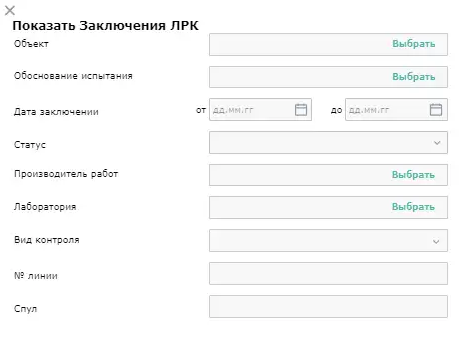 Показать Заключения ЛРК
Объект Выбрать
Обоснование испытания Выбрать
Дата заключении от дд.мм.гг до дд.мм.гг
Статус
Производитель работ Выбрать
Лаборатория Выбрать
Вид контроля
№ линии
Спул